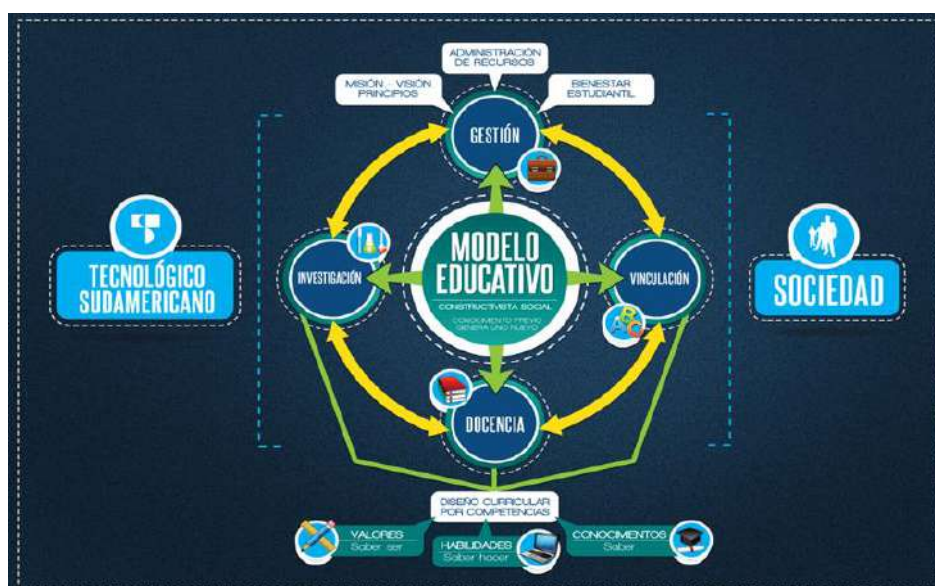 ADMINISTRACIÓN
DE RECURSOS
MISIÓN - VISIÓN
PRINCIPIOS
BIENESTAR
ESTUDIANTIL
GESTIÓN
TECNOLÓGICO
SUDAMERICANO
INVESTIGACIÓN
MODELO
EDUCATIVO
CONSTRUCTIVISTA SOCIAL
CONOCIMIENTO PREVIO
GENERA UNO NUEVO
VINCULACIÓN
A B C
SOCIEDAD
DOCENCIA
DISEÑO CURRICULAR
POR COMPETENCIAS
VALORES
Saber ser
HABILIDADES
Saber hacer
CONOCIMIENTOS
Saber